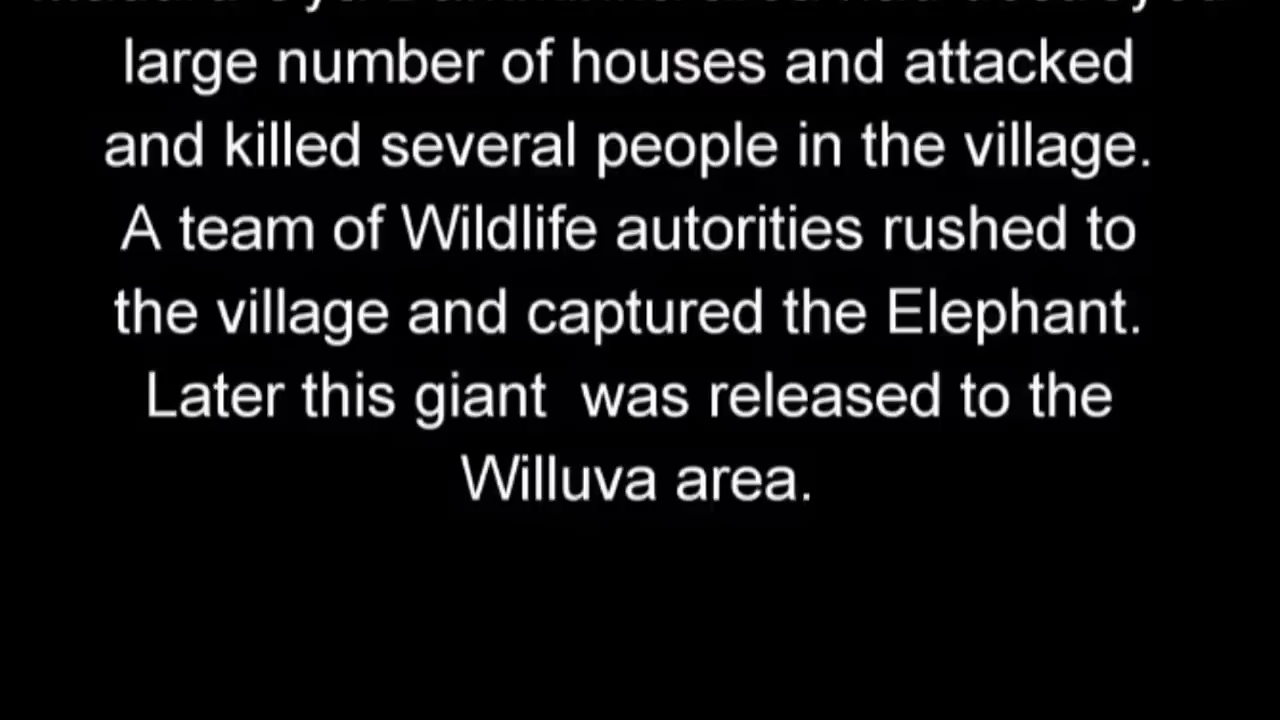 large number of houses and attacked
and killed several people in the village.
A team of Wildlife autorities rushed to
the village and captured the Elephant.
Later this giant  was released to the
Willuva area.